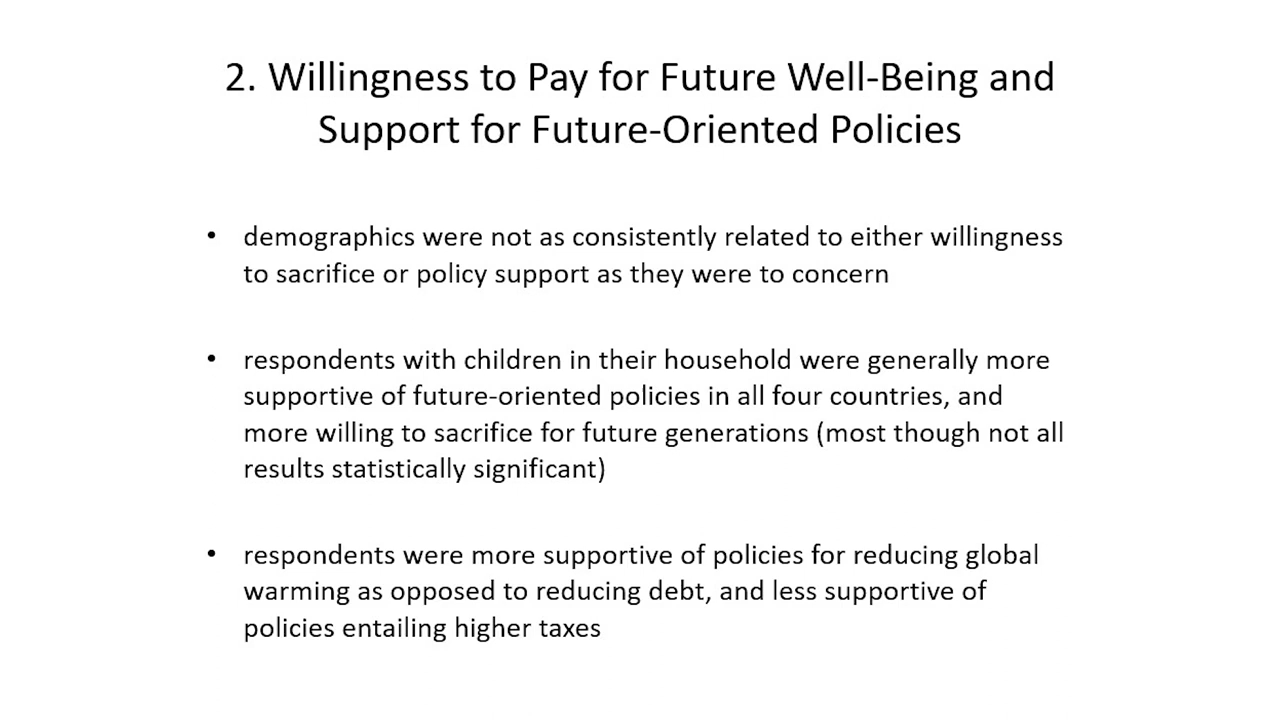 2. Willingness to Pay for Future Well-Being and
Support for Future-Oriented Policies
• demographics were not as consistently related to either willingness
to sacrifice or policy support as they were to concern
• respondents with children in their household were generally more
supportive of future-oriented policies in all four countries, and
more willing to sacrifice for future generations (most though not all
results statistically significant)
• respondents were more supportive of policies for reducing global
warming as opposed to reducing debt, and less supportive of
policies entailing higher taxes